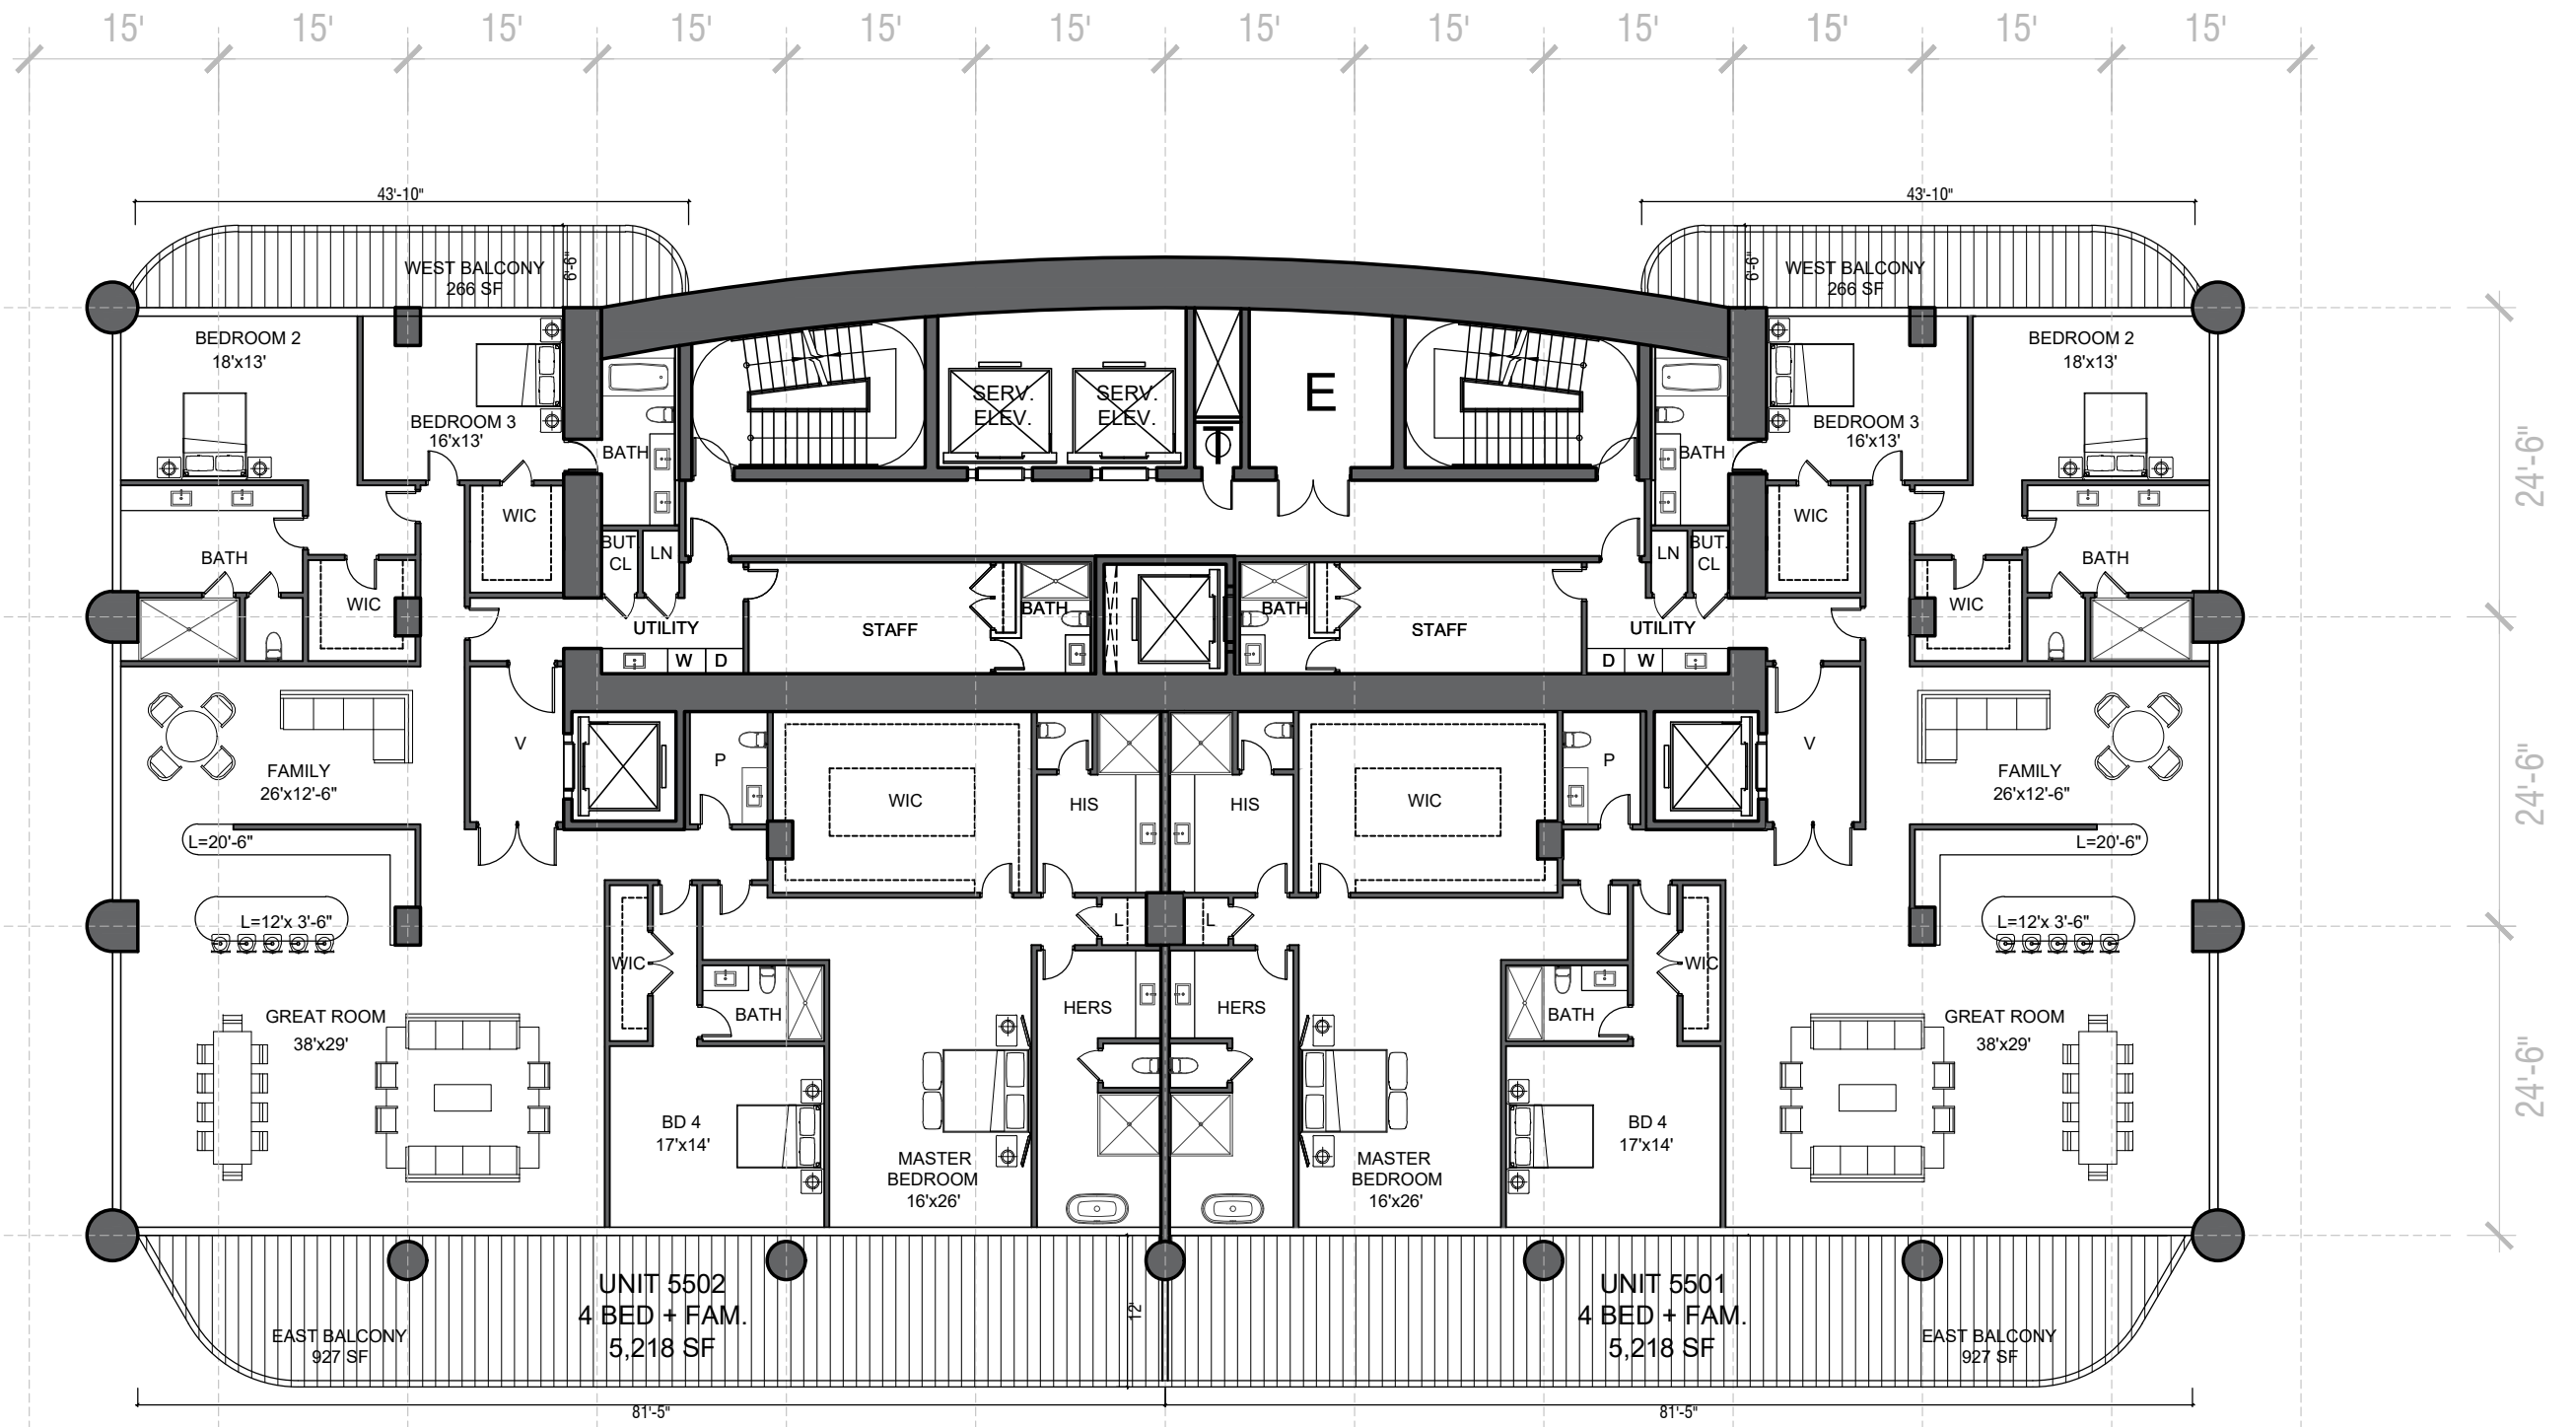 15' 15' 15' 15' 15' 15' 15' 15' 15' 15' 15' 15'
43'-10" 43'-10"
6'-6" 6'-6"
WEST BALCONY
266 SF
WEST BALCONY
266 SF
BEDROOM 2
18'x13'
BEDROOM 3
16'x13'
BATH
SERV.
ELEV.
SERV.
ELEV.
E
BATH
BEDROOM 3
16'x13'
BEDROOM 2
18'x13'
24'-6"
WIC
BATH
BUT
CL
LN
WIC
UTILITY
W D
STAFF
BATH
BATH
STAFF
UTILITY
D W
LN
BUT.
CL
WIC
WIC
BATH
FAMILY
26'x12'-6"
V
P
WIC
HIS
HIS
WIC
P
V
FAMILY
26'x12'-6"
24'-6"
L=20'-6"
L=12'x 3'-6"
L L
L=20'-6"
L=12'x 3'-6"
WIC
BATH
HERS
HERS
BATH
WIC
GREAT ROOM
38'x29'
GREAT ROOM
38'x29'
24'-6"
BD 4
17'x14'
MASTER
BEDROOM
16'x26'
MASTER
BEDROOM
16'x26'
BD 4
17'x14'
UNIT 5502
4 BED + FAM.
5,218 SF
12'
UNIT 5501
4 BED + FAM.
5,218 SF
EAST BALCONY
927 SF
EAST BALCONY
927 SF
81'-5" 81'-5"